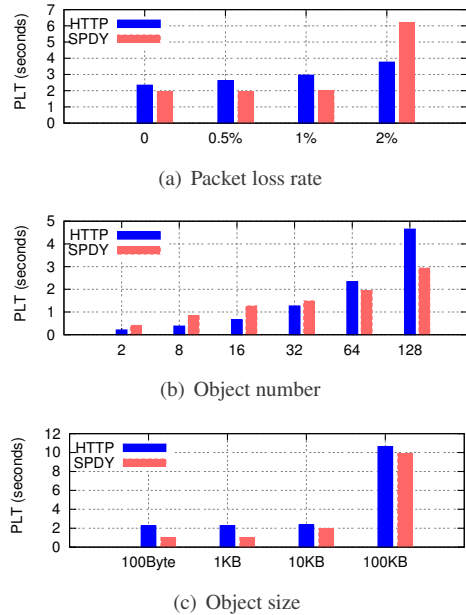 7
6
5
4
3
2
1
0
PLT (seconds)
HTTP
SPDY
0 0.5% 1% 2%
(a) Packet loss rate
5
4
3
2
1
0
PLT (seconds)
HTTP
SPDY
2 8 16 32 64 128
(b) Object number
12
10
8
6
4
2
0
PLT (seconds)
HTTP
SPDY
100Byte 1KB 10KB 100KB
(c) Object size